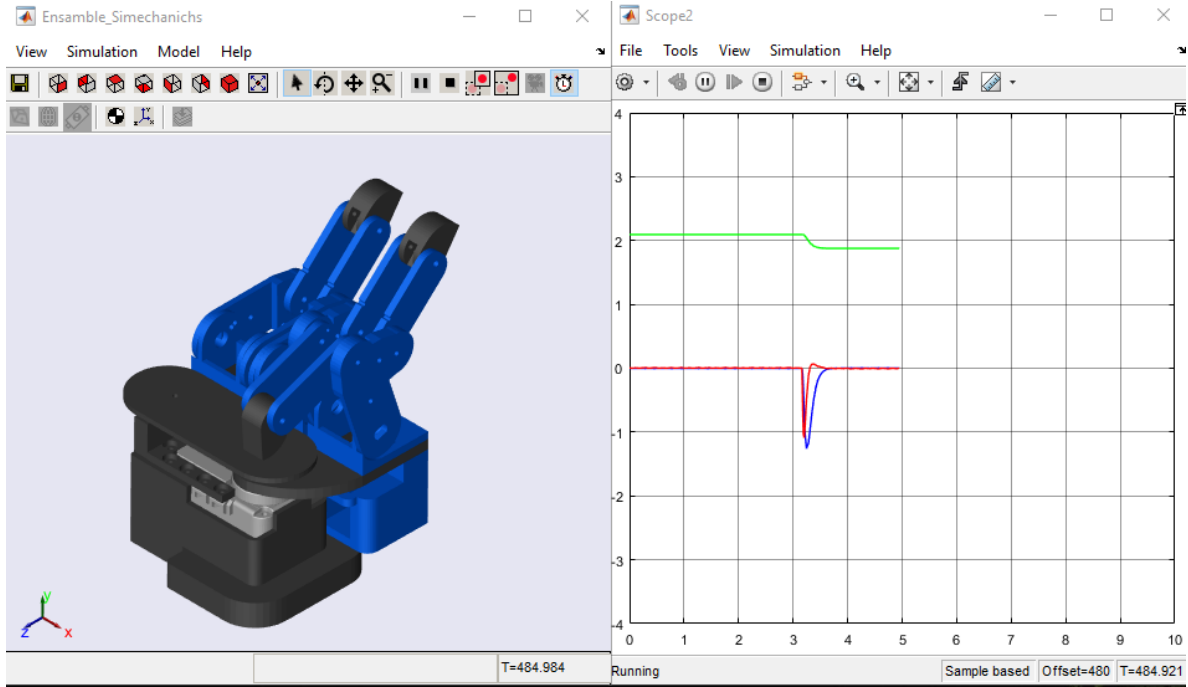 Ensamble_Simechanichs
View Simulation Model Help
y
z
x
T=484.984
Scope2
File Tools View Simulation Help
4
3
2
1
0
-1
-2
-3
-4
0 1 2 3 4 5 6 7 8 9 10
Running
Sample based Offset=480 T=484.921